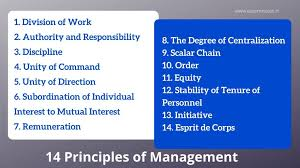 1. Division of Work
2. Authority and Responsibility
3. Discipline
4. Unity of Command
5. Unity of Direction
6. Subordination of Individual
Interest to Mutual Interest
7. Remuneration
8. The Degree of Centralization
9. Scalar Chain
10. Order
11. Equity
12. Stability of Tenure of
Personnel
13. Initiative
14. Esprit de Corps
14 Principles of Management